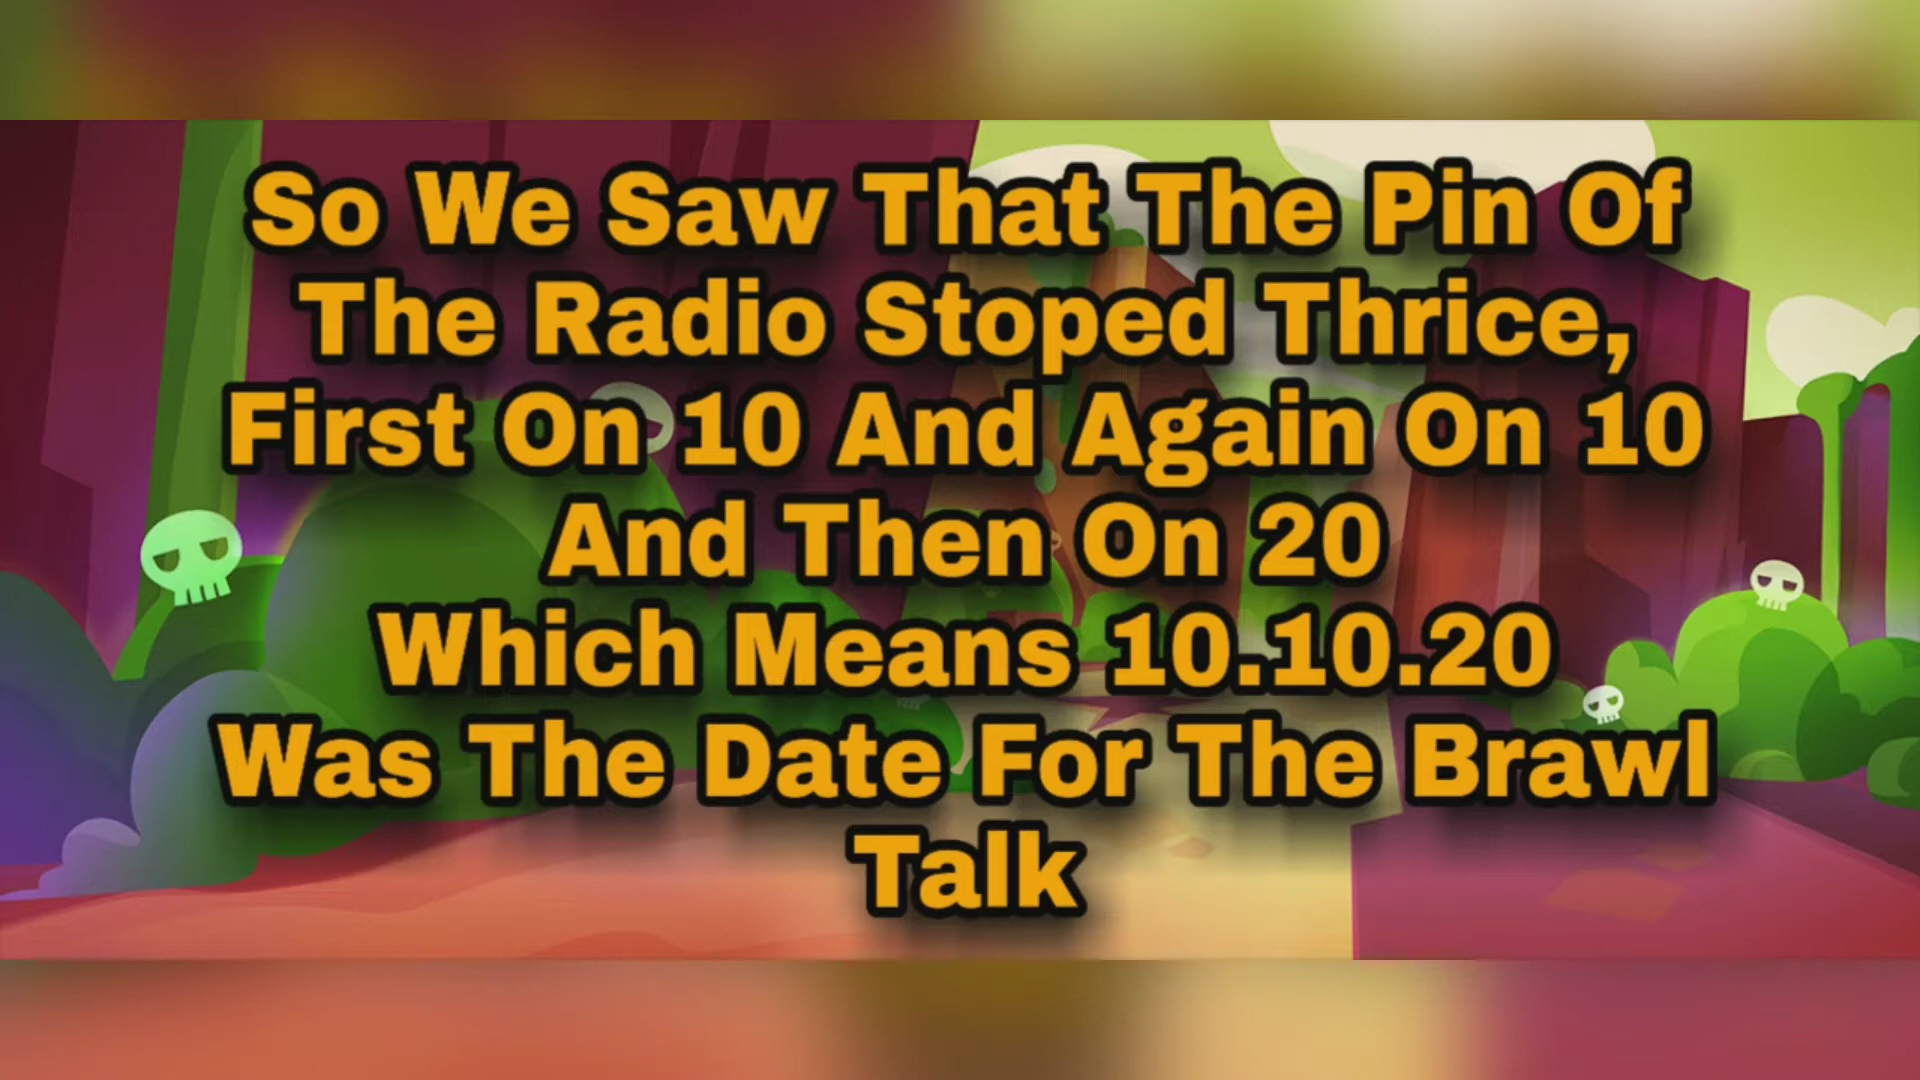 So We Saw That The Pin Of
The Radio Stoped Thrice,
First On 10 And Again On 10
And Then On 20
Which Means 10.10.20
Was The Date For The Brawl
Talk